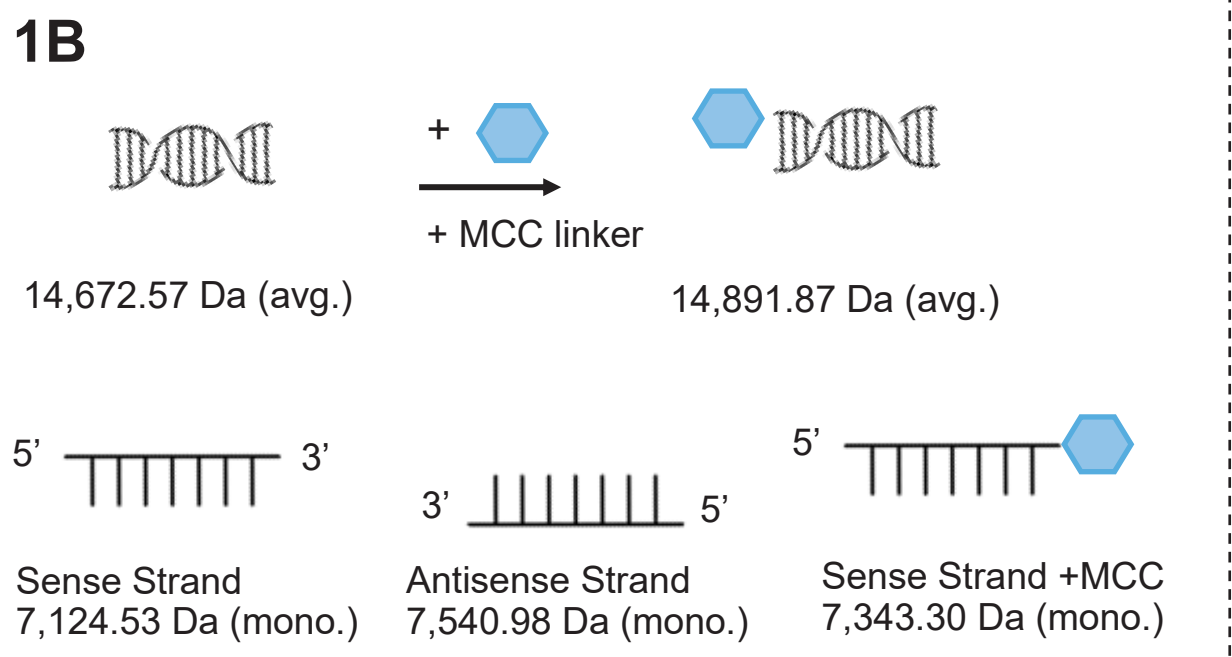 1B
+
+ MCC linker
14,672.57 Da (avg.)
14,891.87 Da (avg.)
5’ 3’
3’ 5’
5’
Sense Strand
7,124.53 Da (mono.)
Antisense Strand
7,540.98 Da (mono.)
Sense Strand +MCC
7,343.30 Da (mono.)